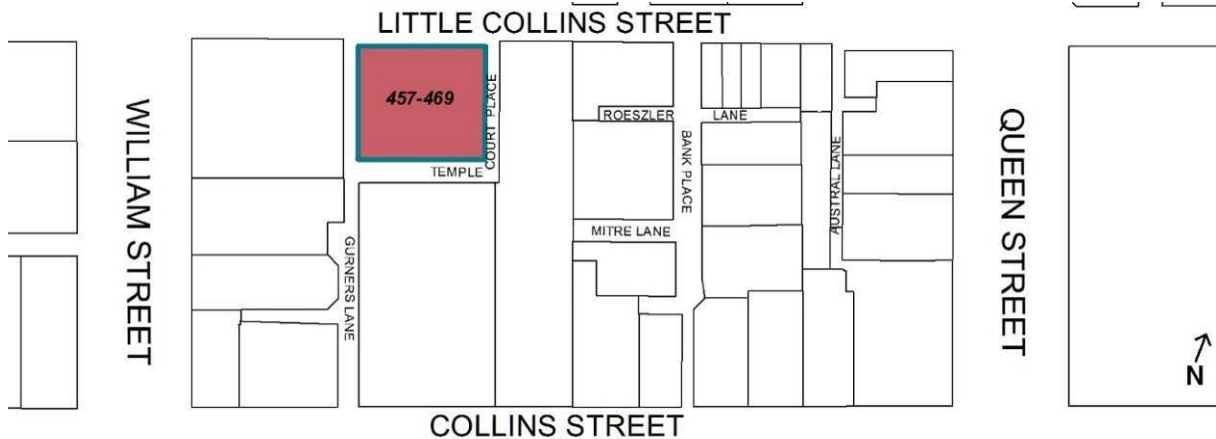 LITTLE COLLINS STREET
WILLIAM STREET
457-469
COURT PLACE
TEMPLE
ROESZLER LANE
BANK PLACE
AUSTRAL LANE
QUEEN STREET
MITRE LANE
GURNERS LANE
N
COLLINS STREET